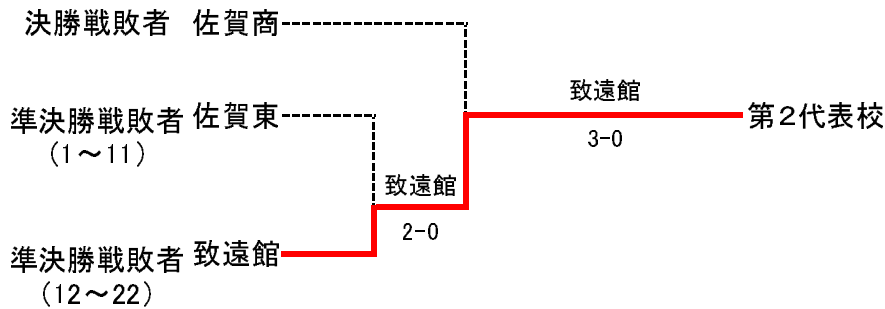 決勝戦敗者 佐賀商
致遠館
準決勝戦敗者 佐賀東
(1～11)
第２代表校
3-0
致遠館
2-0
準決勝戦敗者 致遠館
(12～22)